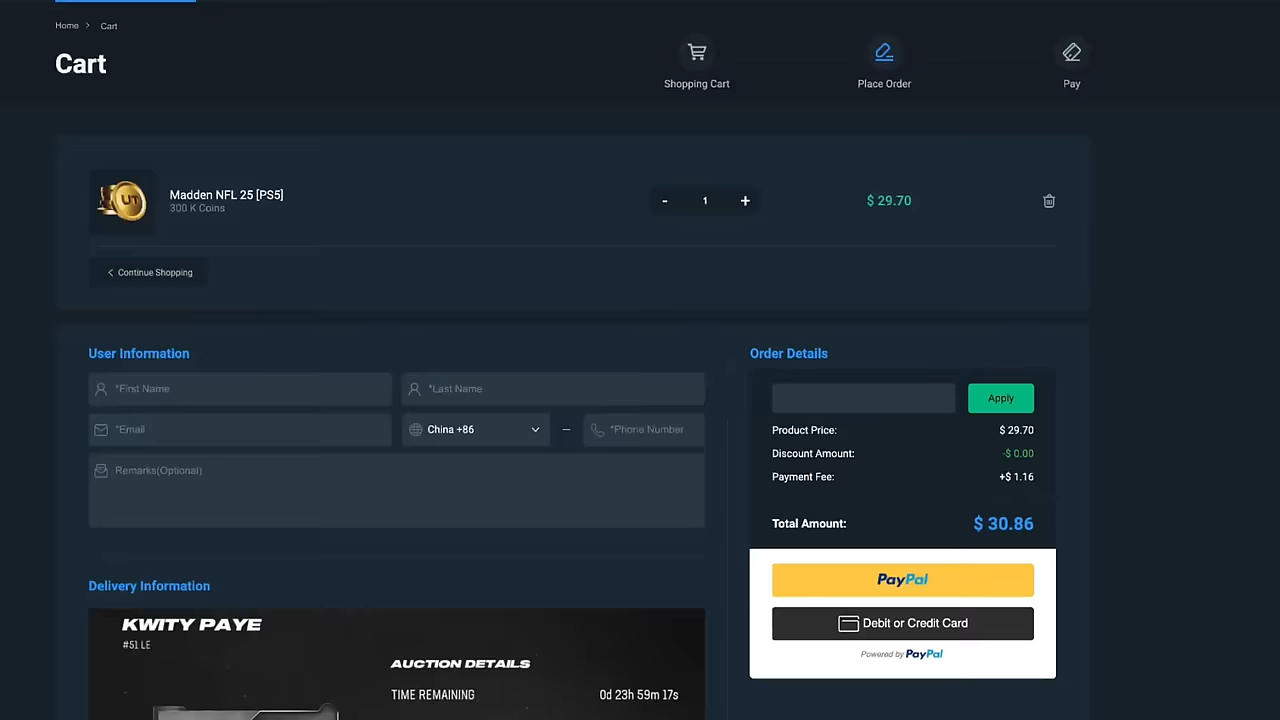 Home > Cart
Cart
Shopping Cart
Place Order
Pay
UT
Madden NFL 25 [PS5]
300 K Coins
- 1 +
$ 29.70
< Continue Shopping
User Information
*First Name
*Last Name
*Email
China +86
–
*Phone Number
Remarks(Optional)
Order Details
Apply
Product Price: $ 29.70
Discount Amount: -$ 0.00
Payment Fee: +$ 1.16
Total Amount: $ 30.86
PayPal
Debit or Credit Card
Powered by PayPal
Delivery Information
KWITY PAYE
#51 LE
AUCTION DETAILS
TIME REMAINING 0d 23h 59m 17s